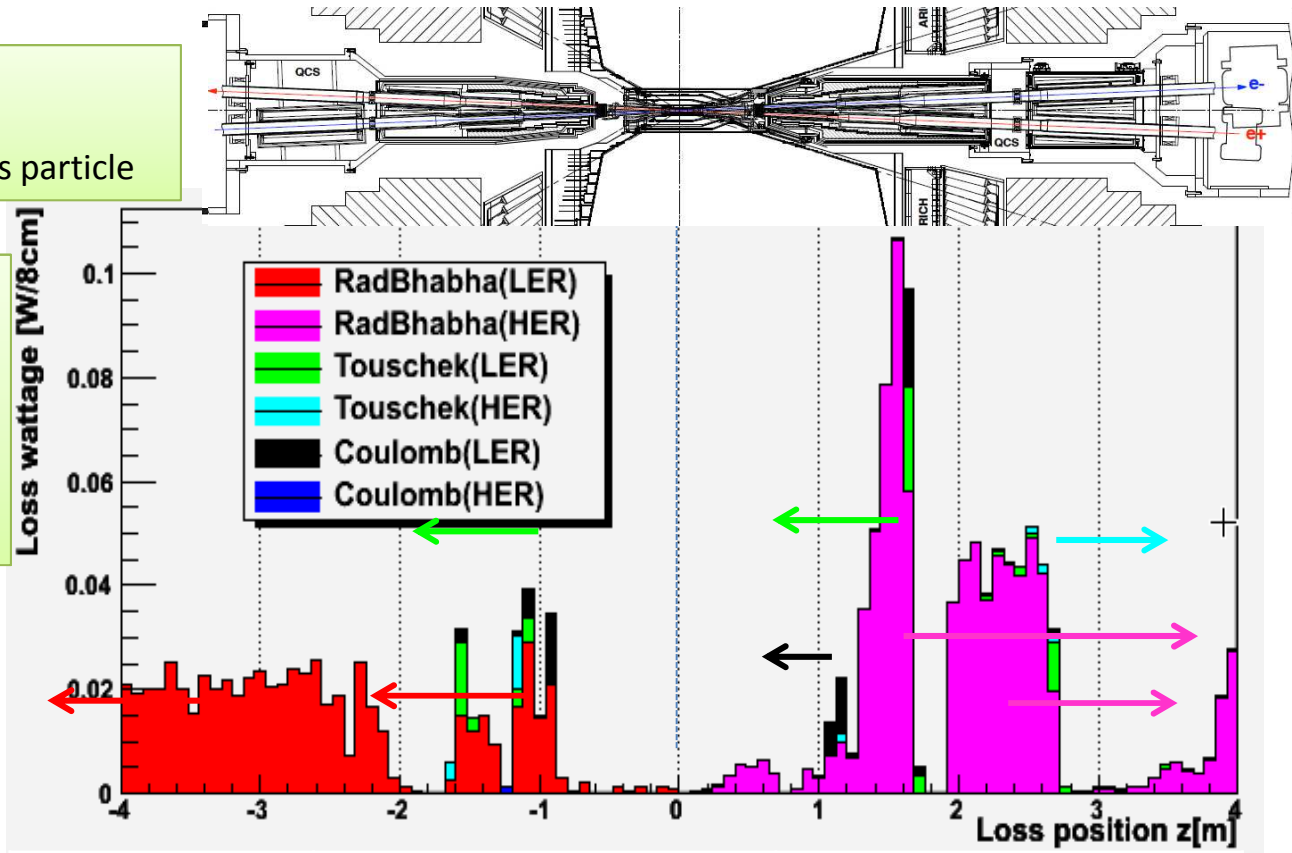 QCS
e-
e+
QCS
ARICH
s particle
Loss wattage [W/8cm]
0.1
0.08
0.06
0.04
0.02
0
RadBhabha(LER)
RadBhabha(HER)
Touschek(LER)
Touschek(HER)
Coulomb(LER)
Coulomb(HER)
-4 -3 -2 -1 0 1 2 3 4
Loss position z[m]